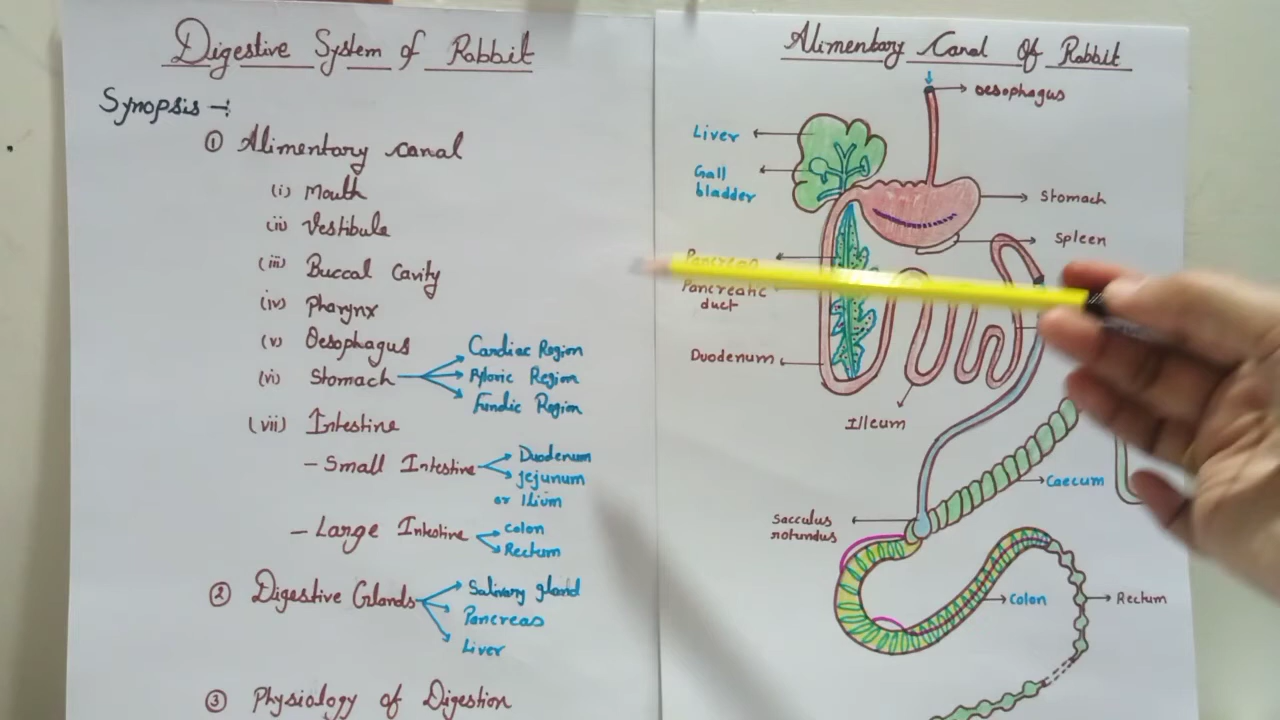 Digestive System of Rabbit
Synopsis -:
① Alimentary canal
(i) Mouth
(ii) Vestibule
(iii) Buccal Cavity
(iv) Pharynx
(v) Oesophagus
(vi) Stomach
Cardiac Region
Pyloric Region
Fundic Region
(vii) Intestine
- Small Intestine
Duodenum
jejunum
or Ilium
- Large Intestine
Colon
Rectum
② Digestive Glands
Salivary gland
Pancreas
Liver
③ Physiology of Digestion
Alimentary Canal Of Rabbit
Oesophagus
Liver
Gall
bladder
Stomach
Spleen
Pancreas
Pancreatic
duct
Duodenum
Illeum
Caecum
Sacculus
rotundus
Colon
Rectum